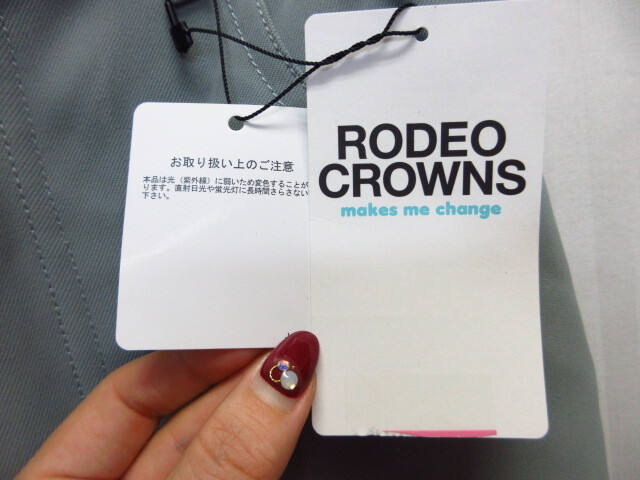 お取り扱い上のご注意
本品は光（紫外線）に弱いため変色することが
ります。直射日光や蛍光灯に長時間さらさない
下さい。
RODEO
CROWNS
makes me change